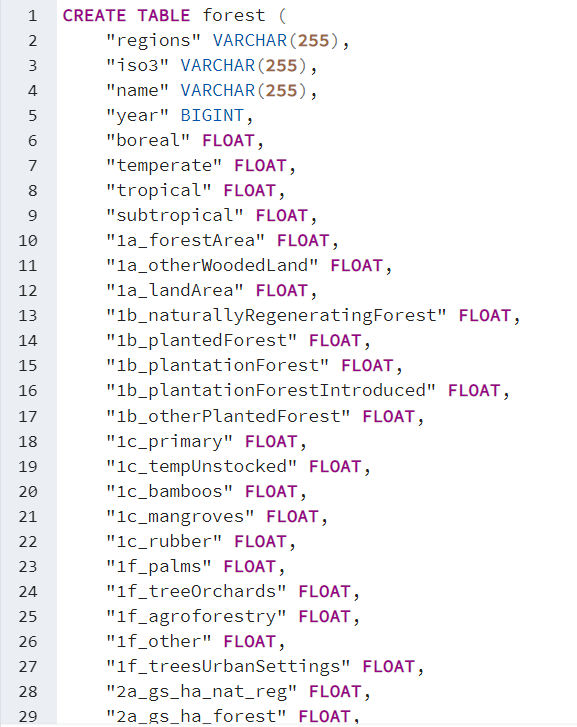 1 CREATE TABLE forest (
2 "regions" VARCHAR(255),
3 "iso3" VARCHAR(255),
4 "name" VARCHAR(255),
5 "year" BIGINT,
6 "boreal" FLOAT,
7 "temperate" FLOAT,
8 "tropical" FLOAT,
9 "subtropical" FLOAT,
10 "1a_forestArea" FLOAT,
11 "1a_otherWoodedLand" FLOAT,
12 "1a_landArea" FLOAT,
13 "1b_naturallyRegeneratingForest" FLOAT,
14 "1b_plantedForest" FLOAT,
15 "1b_plantationForest" FLOAT,
16 "1b_plantationForestIntroduced" FLOAT,
17 "1b_otherPlantedForest" FLOAT,
18 "1c_primary" FLOAT,
19 "1c_tempUnstocked" FLOAT,
20 "1c_bamboos" FLOAT,
21 "1c_mangroves" FLOAT,
22 "1c_rubber" FLOAT,
23 "1f_palms" FLOAT,
24 "1f_treeOrchards" FLOAT,
25 "1f_agroforestry" FLOAT,
26 "1f_other" FLOAT,
27 "1f_treesUrbanSettings" FLOAT,
28 "2a_gs_ha_nat_reg" FLOAT,
29 "2a_gs_ha_forest" FLOAT,